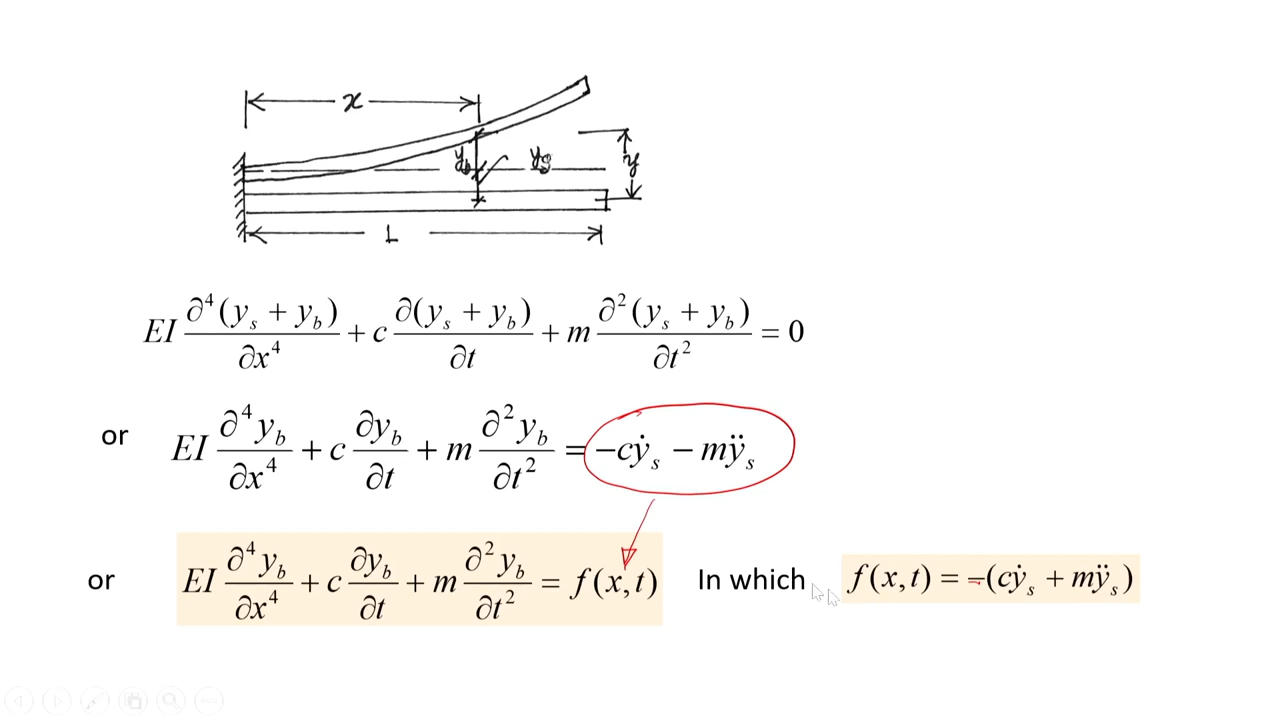 x
y_b y_s y
L
EI ∂⁴(y_s + y_b)/∂x⁴ + c ∂(y_s + y_b)/∂t + m ∂²(y_s + y_b)/∂t² = 0
or EI ∂⁴y_b/∂x⁴ + c ∂y_b/∂t + m ∂²y_b/∂t² = −cẏ_s − mÿ_s
or EI ∂⁴y_b/∂x⁴ + c ∂y_b/∂t + m ∂²y_b/∂t² = f(x,t) In which f(x,t) = −(cẏ_s + mÿ_s)